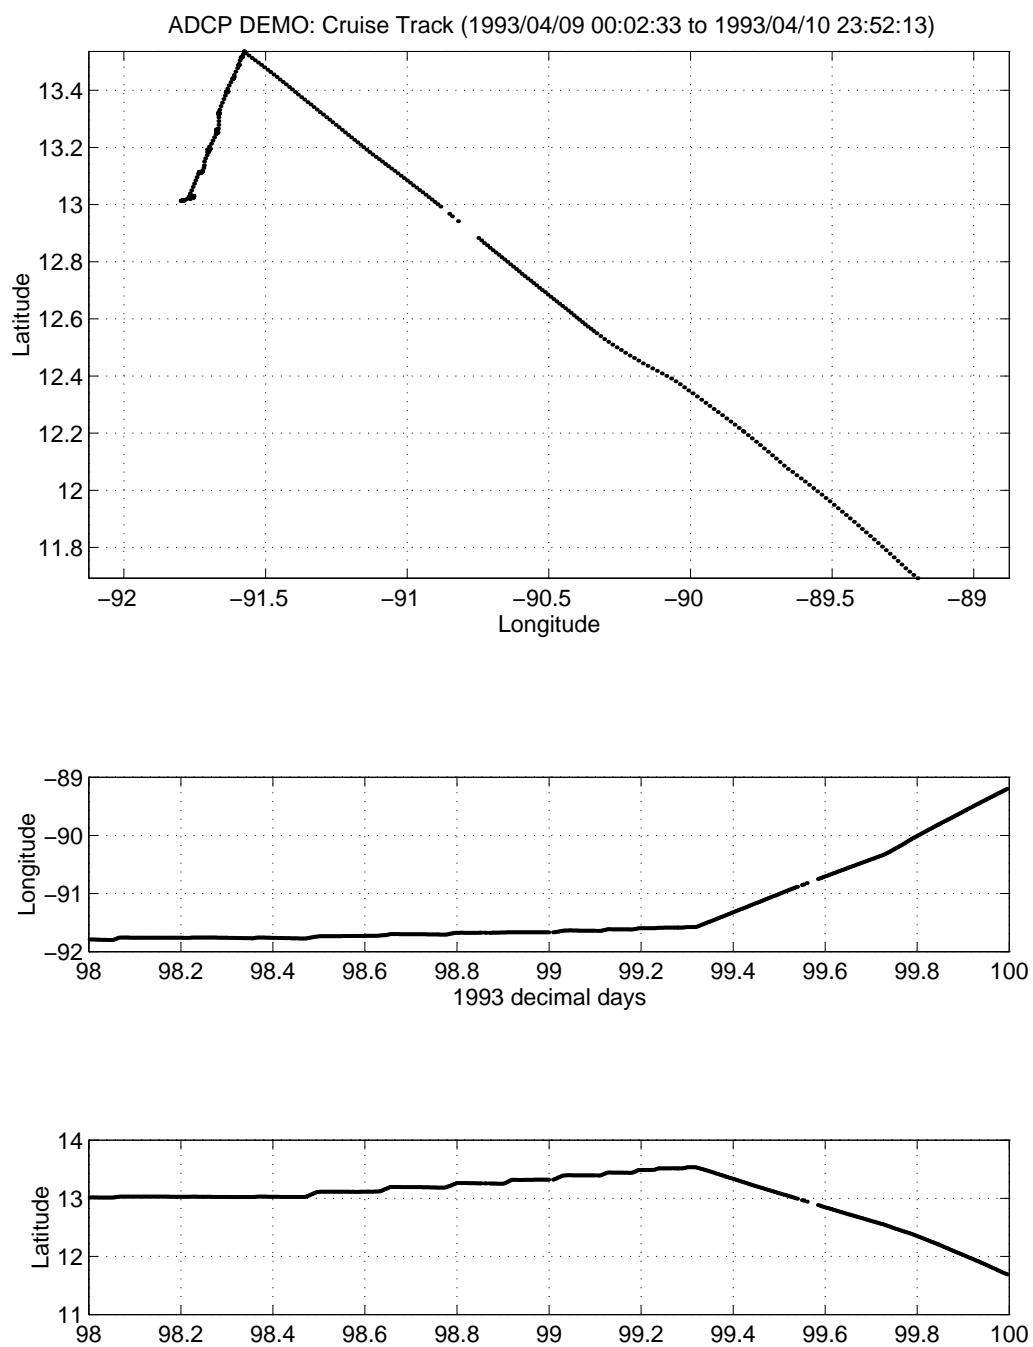 ADCP DEMO: Cruise Track (1993/04/09 00:02:33 to 1993/04/10 23:52:13)
13.4
13.2
13
12.8
12.6
12.4
12.2
12
11.8
Latitude
−92 −91.5 −91 −90.5 −90 −89.5 −89
Longitude
−89
−90
−91
−92
Longitude
98 98.2 98.4 98.6 98.8 99 99.2 99.4 99.6 99.8 100
1993 decimal days
14
13
12
11
Latitude
98 98.2 98.4 98.6 98.8 99 99.2 99.4 99.6 99.8 100